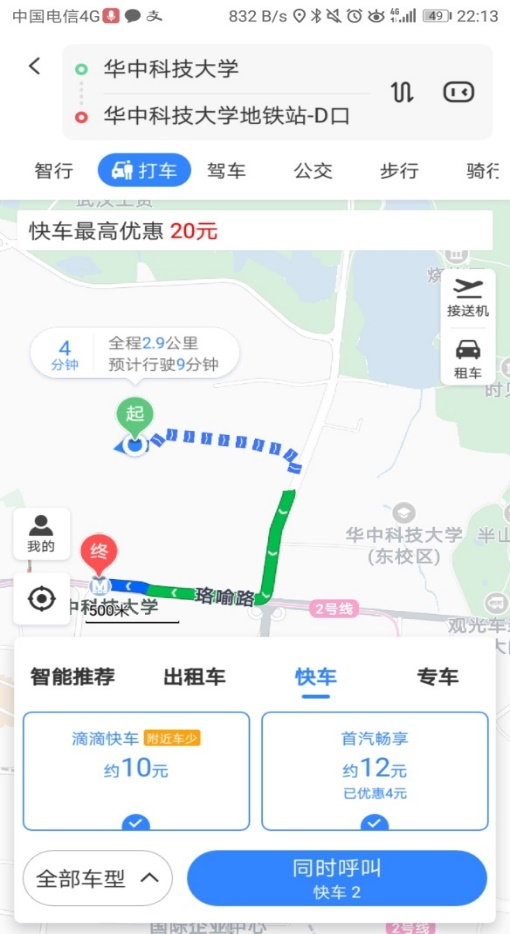 中国电信4G 支 832 B/s 4G 49 22:13
华中科技大学
华中科技大学地铁站-D口
智行 打车 驾车 公交 步行 骑行
快车最高优惠 20元
接送机
租车
4分钟
全程2.9公里
预计行驶9分钟
起
华中科技大学
(东校区)
半山
我的
终
珞喻路
中科技大学
500米
2号线
观光车
智能推荐 出租车 快车 专车
滴滴快车 附近车少
约10元
首汽畅享
约12元
已优惠4元
全部车型
同时呼叫
快车 2
国际企业中心
2号线